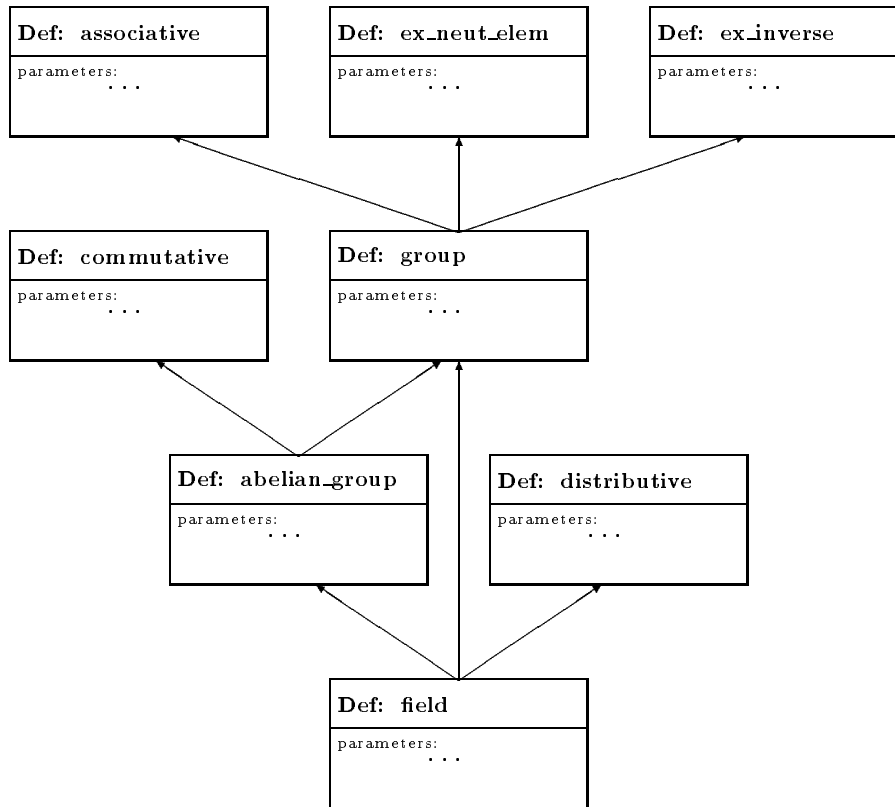 Def: associative
parameters:
. . .
Def: ex_neut_elem
parameters:
. . .
Def: ex_inverse
parameters:
. . .
Def: commutative
parameters:
. . .
Def: group
parameters:
. . .
Def: abelian_group
parameters:
. . .
Def: distributive
parameters:
. . .
Def: field
parameters:
. . .